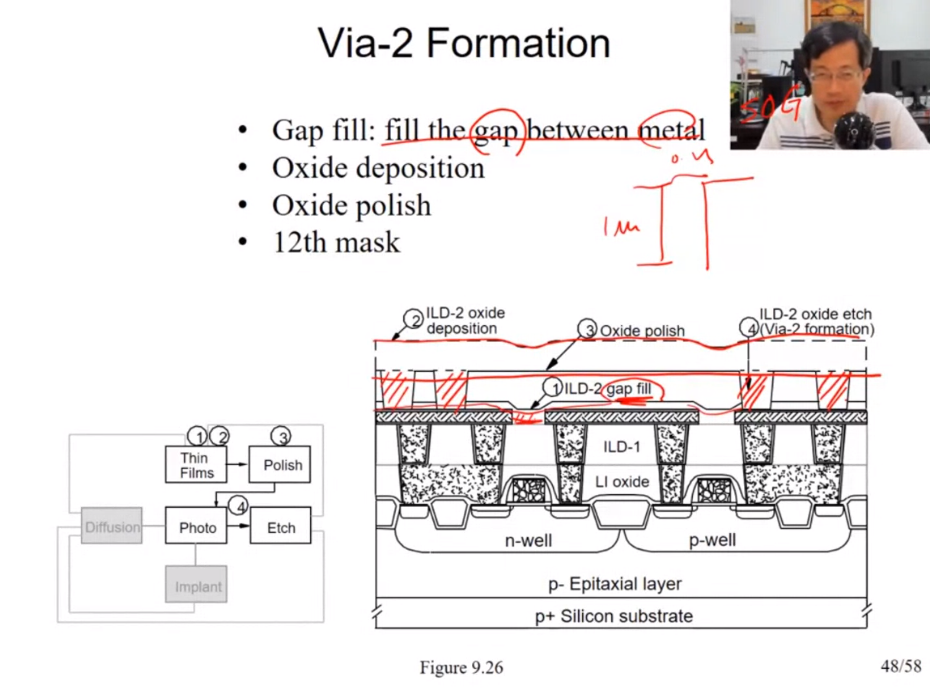 Via-2 Formation
SOG
• Gap fill: fill the gap between metal
• Oxide deposition
• Oxide polish
• 12th mask
1 m
② ILD-2 oxide
deposition
③ Oxide polish
④ ILD-2 oxide etch
(Via-2 formation)
① ILD-2 gap fill
ILD-1
LI oxide
n-well
p-well
p- Epitaxial layer
p+ Silicon substrate
① ②
③
Thin
Films
Polish
④
Diffusion
Photo
Etch
Implant
Figure 9.26
48/58